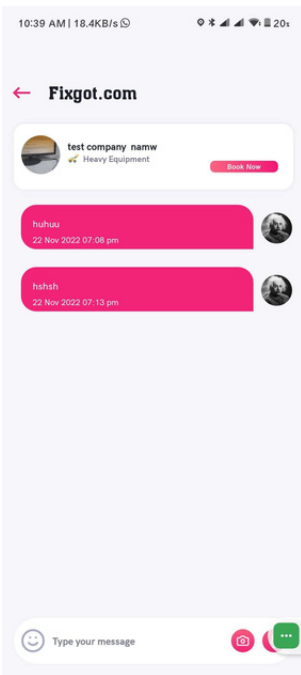 10:39 AM | 18.4KB/s
Fixgot.com
test company namw
Heavy Equipment
Book Now
huhuu
22 Nov 2022 07:08 pm
hshsh
22 Nov 2022 07:13 pm
Type your message